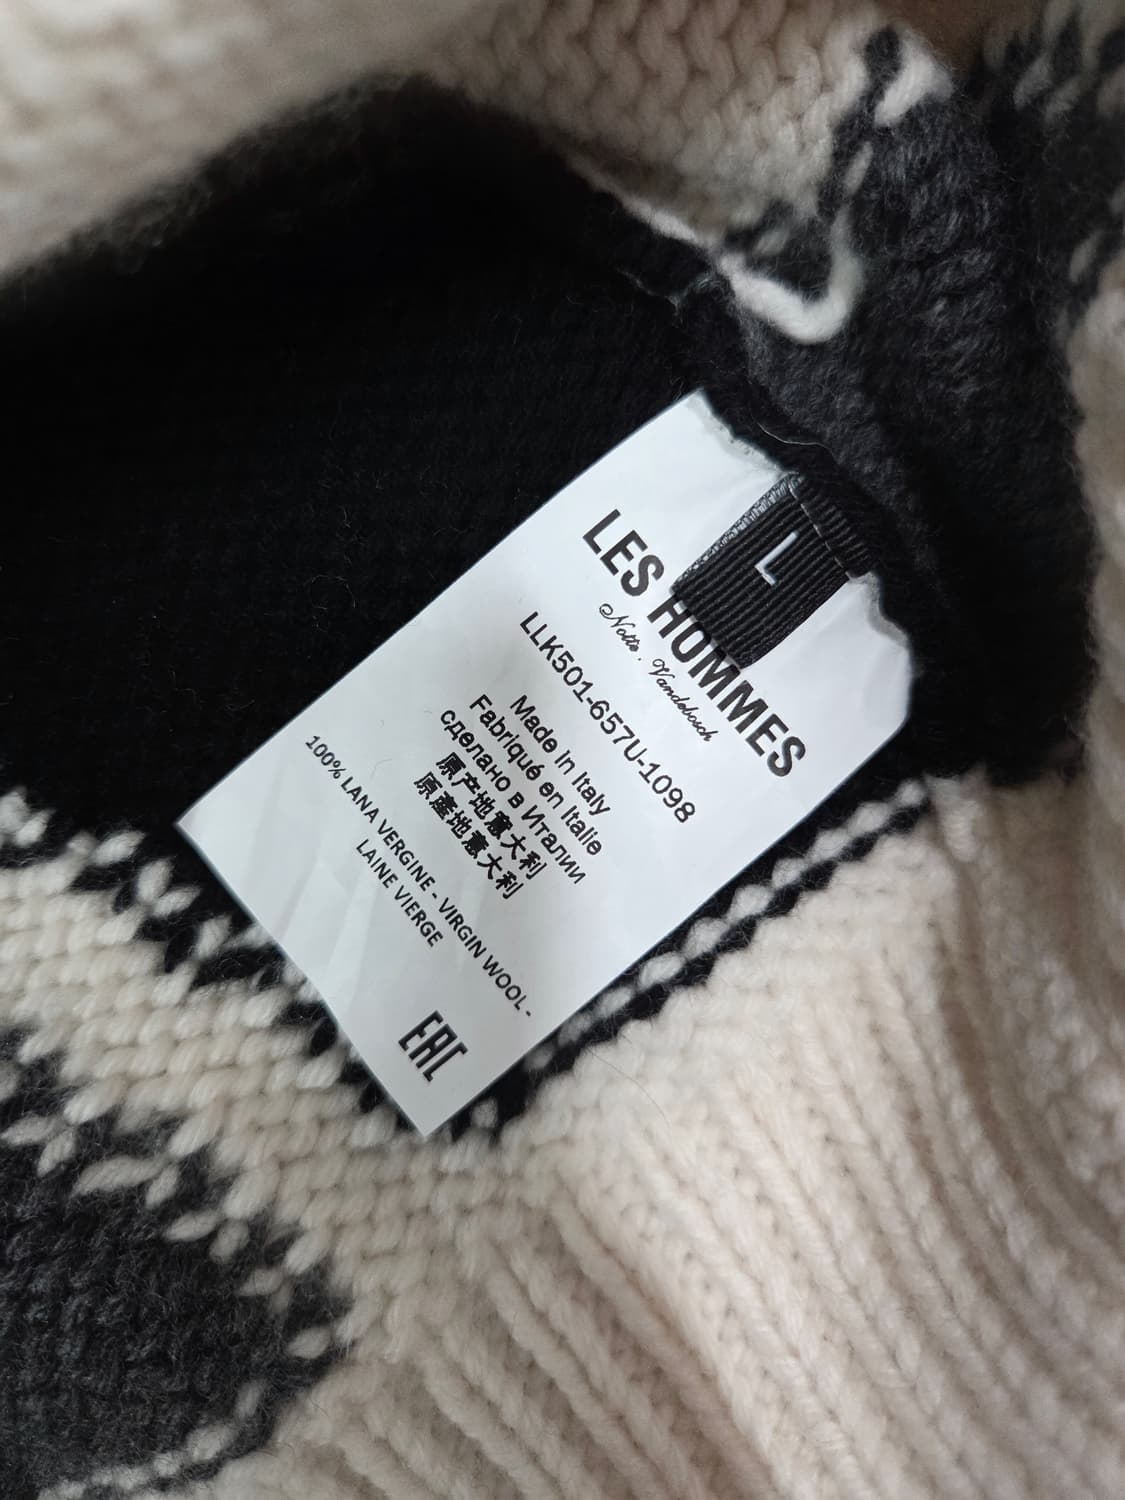 L
LES HOMMES
Notte . Vandebosch
LLK501-657U-1098
Made in Italy
Fabriqué en Italie
сделано в Италии
原产地意大利
原產地意大利
100% LANA VERGINE - VIRGIN WOOL -
LAINE VIERGE
EAC